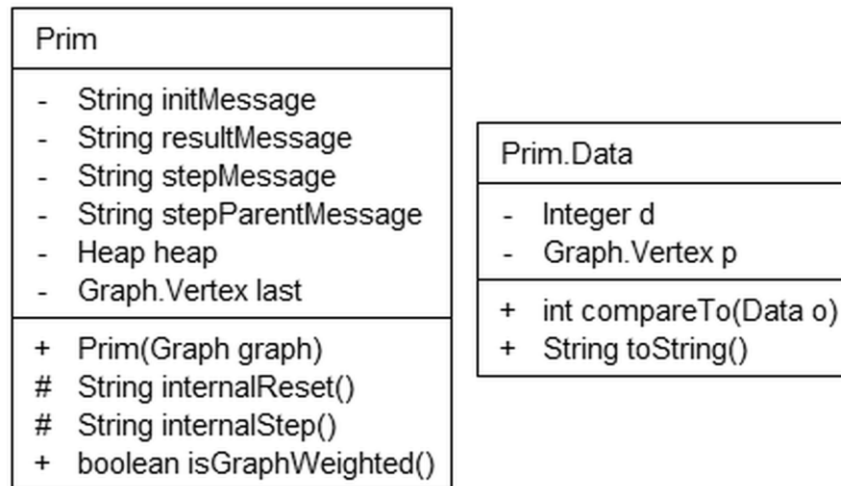 Prim
- String initMessage
- String resultMessage
- String stepMessage
- String stepParentMessage
- Heap heap
- Graph.Vertex last
+ Prim(Graph graph)
# String internalReset()
# String internalStep()
+ boolean isGraphWeighted()
Prim.Data
- Integer d
- Graph.Vertex p
+ int compareTo(Data o)
+ String toString()